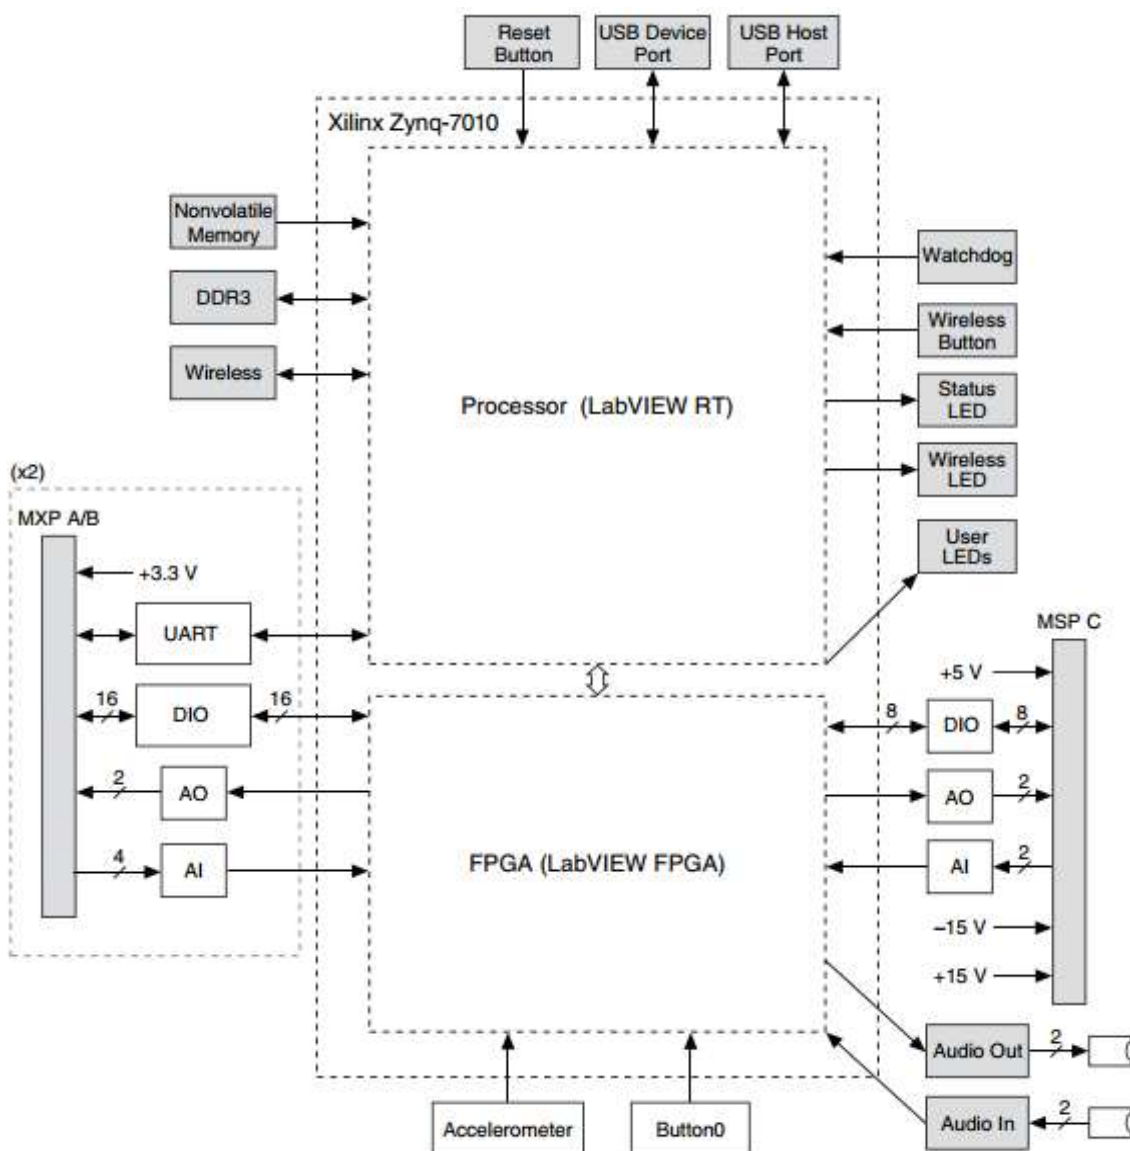 Reset
Button
USB Device
Port
USB Host
Port
Xilinx Zynq-7010
Nonvolatile
Memory
DDR3
Wireless
Processor (LabVIEW RT)
Watchdog
Wireless
Button
Status
LED
Wireless
LED
User
LEDs
(x2)
MXP A/B
+3.3 V
UART
16
DIO
16
2
AO
4
AI
FPGA (LabVIEW FPGA)
MSP C
+5 V
8
DIO
8
AO
2
AI
2
–15 V
+15 V
Audio Out
2
Audio In
2
Accelerometer
Button0